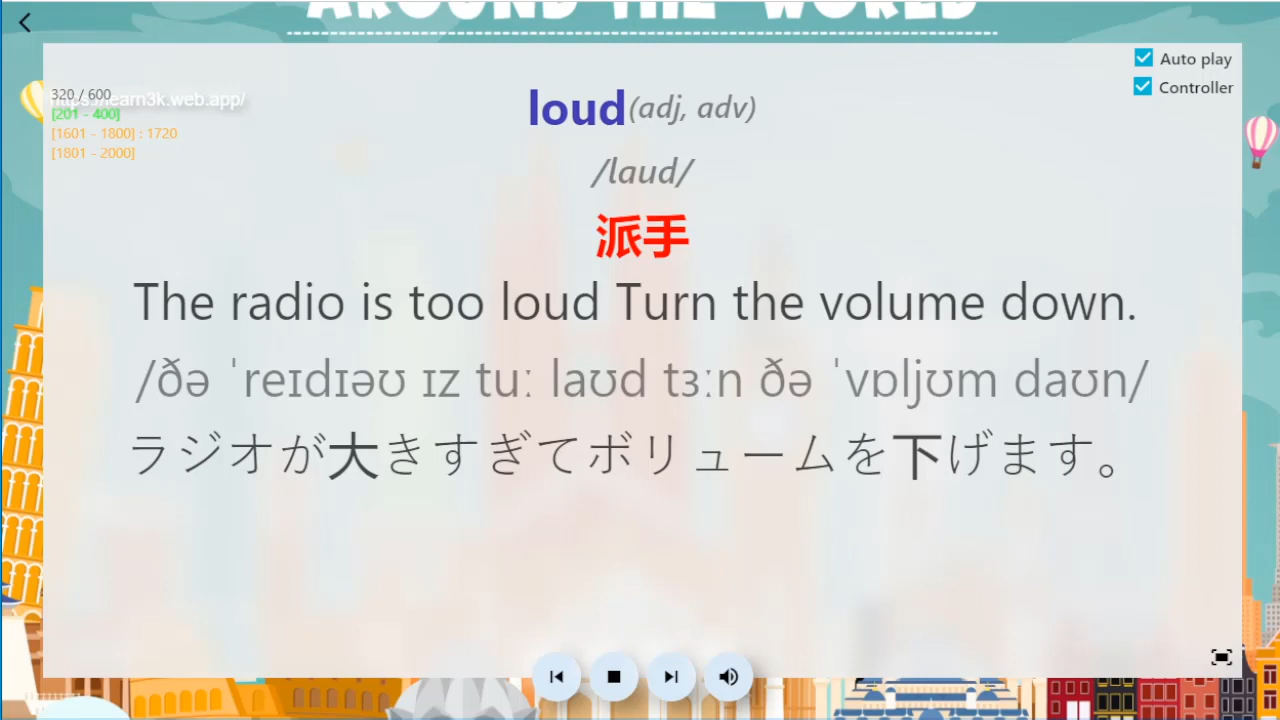 AROUND THE WORLD
Auto play
Controller
320 / 600
https://learn3k.web.app/
[201 - 400]
[1601 - 1800] : 1720
[1801 - 2000]
loud(adj, adv)
/laud/
派手
The radio is too loud Turn the volume down.
/ðə ˈreɪdɪəʊ ɪz tuː laʊd tɜːn ðə ˈvɒljʊm daʊn/
ラジオが大きすぎてボリュームを下げます。